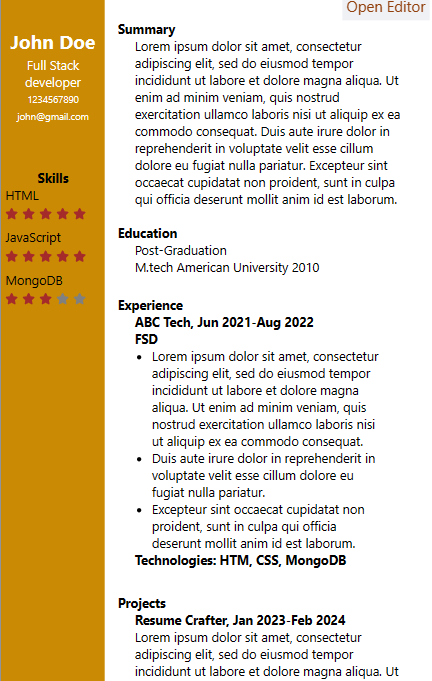 Open Editor
John Doe
Full Stack
developer
1234567890
john@gmail.com
Skills
HTML
JavaScript
MongoDB
Summary
Lorem ipsum dolor sit amet, consectetur
adipiscing elit, sed do eiusmod tempor
incididunt ut labore et dolore magna aliqua. Ut
enim ad minim veniam, quis nostrud
exercitation ullamco laboris nisi ut aliquip ex ea
commodo consequat. Duis aute irure dolor in
reprehenderit in voluptate velit esse cillum
dolore eu fugiat nulla pariatur. Excepteur sint
occaecat cupidatat non proident, sunt in culpa
qui officia deserunt mollit anim id est laborum.
Education
Post-Graduation
M.tech American University 2010
Experience
ABC Tech, Jun 2021-Aug 2022
FSD
• Lorem ipsum dolor sit amet, consectetur
adipiscing elit, sed do eiusmod tempor
incididunt ut labore et dolore magna
aliqua. Ut enim ad minim veniam, quis
nostrud exercitation ullamco laboris nisi
ut aliquip ex ea commodo consequat.
• Duis aute irure dolor in reprehenderit in
voluptate velit esse cillum dolore eu
fugiat nulla pariatur.
• Excepteur sint occaecat cupidatat non
proident, sunt in culpa qui officia
deserunt mollit anim id est laborum.
Technologies: HTM, CSS, MongoDB
Projects
Resume Crafter, Jan 2023-Feb 2024
Lorem ipsum dolor sit amet, consectetur
adipiscing elit, sed do eiusmod tempor
incididunt ut labore et dolore magna aliqua. Ut